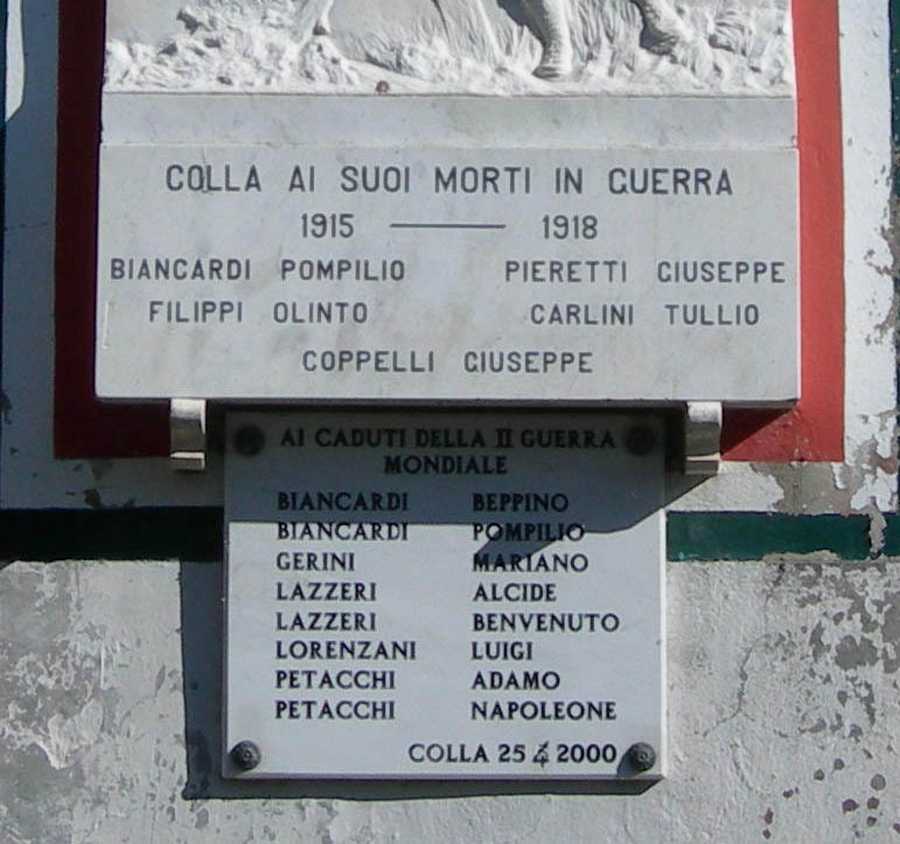 COLLA AI SUOI MORTI IN GUERRA
1915 — 1918
BIANCARDI POMPILIO PIERETTI GIUSEPPE
FILIPPI OLINTO CARLINI TULLIO
COPPELLI GIUSEPPE
AI CADUTI DELLA II GUERRA
MONDIALE
BIANCARDI BEPPINO
BIANCARDI POMPILIO
GERINI MARIANO
LAZZERI ALCIDE
LAZZERI BENVENUTO
LORENZANI LUIGI
PETACCHI ADAMO
PETACCHI NAPOLEONE
COLLA 25 4 2000